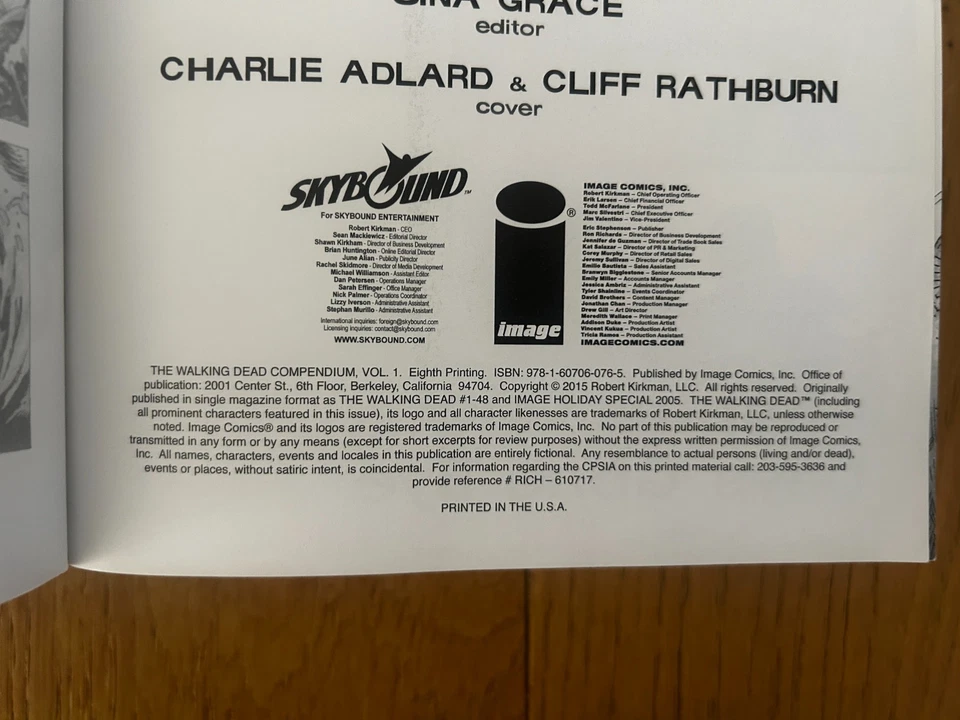 SINA GRACE
editor
CHARLIE ADLARD & CLIFF RATHBURN
cover
SKYBOUND™
For SKYBOUND ENTERTAINMENT
Robert Kirkman - CEO
Sean Mackiewicz - Editorial Director
Shawn Kirkham - Director of Business Development
Brian Huntington - Online Editorial Director
June Alian - Publicity Director
Rachel Skidmore - Director of Media Development
Michael Williamson - Assistant Editor
Dan Petersen - Operations Manager
Sarah Effinger - Office Manager
Nick Palmer - Operations Coordinator
Lizzy Iverson - Administrative Assistant
Stephan Murillo - Administrative Assistant
International inquiries: foreign@skybound.com
Licensing inquiries: contact@skybound.com
WWW.SKYBOUND.COM
i®
image
IMAGE COMICS, INC.
Robert Kirkman – Chief Operating Officer
Erik Larsen – Chief Financial Officer
Todd McFarlane – President
Marc Silvestri – Chief Executive Officer
Jim Valentino – Vice-President
Eric Stephenson – Publisher
Ron Richards – Director of Business Development
Jennifer de Guzman – Director of Trade Book Sales
Kat Salazar – Director of PR & Marketing
Corey Murphy – Director of Retail Sales
Jeremy Sullivan – Director of Digital Sales
Emilio Bautista – Sales Assistant
Branwyn Bigglestone – Senior Accounts Manager
Emily Miller – Accounts Manager
Jessica Ambriz – Administrative Assistant
Tyler Shainline – Events Coordinator
David Brothers – Content Manager
Jonathan Chan – Production Manager
Drew Gill – Art Director
Meredith Wallace – Print Manager
Addison Duke – Production Artist
Vincent Kukua – Production Artist
Tricia Ramos – Production Assistant
IMAGECOMICS.COM
THE WALKING DEAD COMPENDIUM, VOL. 1. Eighth Printing. ISBN: 978-1-60706-076-5. Published by Image Comics, Inc. Office of
publication: 2001 Center St., 6th Floor, Berkeley, California 94704. Copyright © 2015 Robert Kirkman, LLC. All rights reserved. Originally
published in single magazine format as THE WALKING DEAD #1-48 and IMAGE HOLIDAY SPECIAL 2005. THE WALKING DEAD™ (including
all prominent characters featured in this issue), its logo and all character likenesses are trademarks of Robert Kirkman, LLC, unless otherwise
noted. Image Comics® and its logos are registered trademarks of Image Comics, Inc. No part of this publication may be reproduced or
transmitted in any form or by any means (except for short excerpts for review purposes) without the express written permission of Image Comics,
Inc. All names, characters, events and locales in this publication are entirely fictional. Any resemblance to actual persons (living and/or dead),
events or places, without satiric intent, is coincidental. For information regarding the CPSIA on this printed material call: 203-595-3636 and
provide reference # RICH – 610717.
PRINTED IN THE U.S.A.